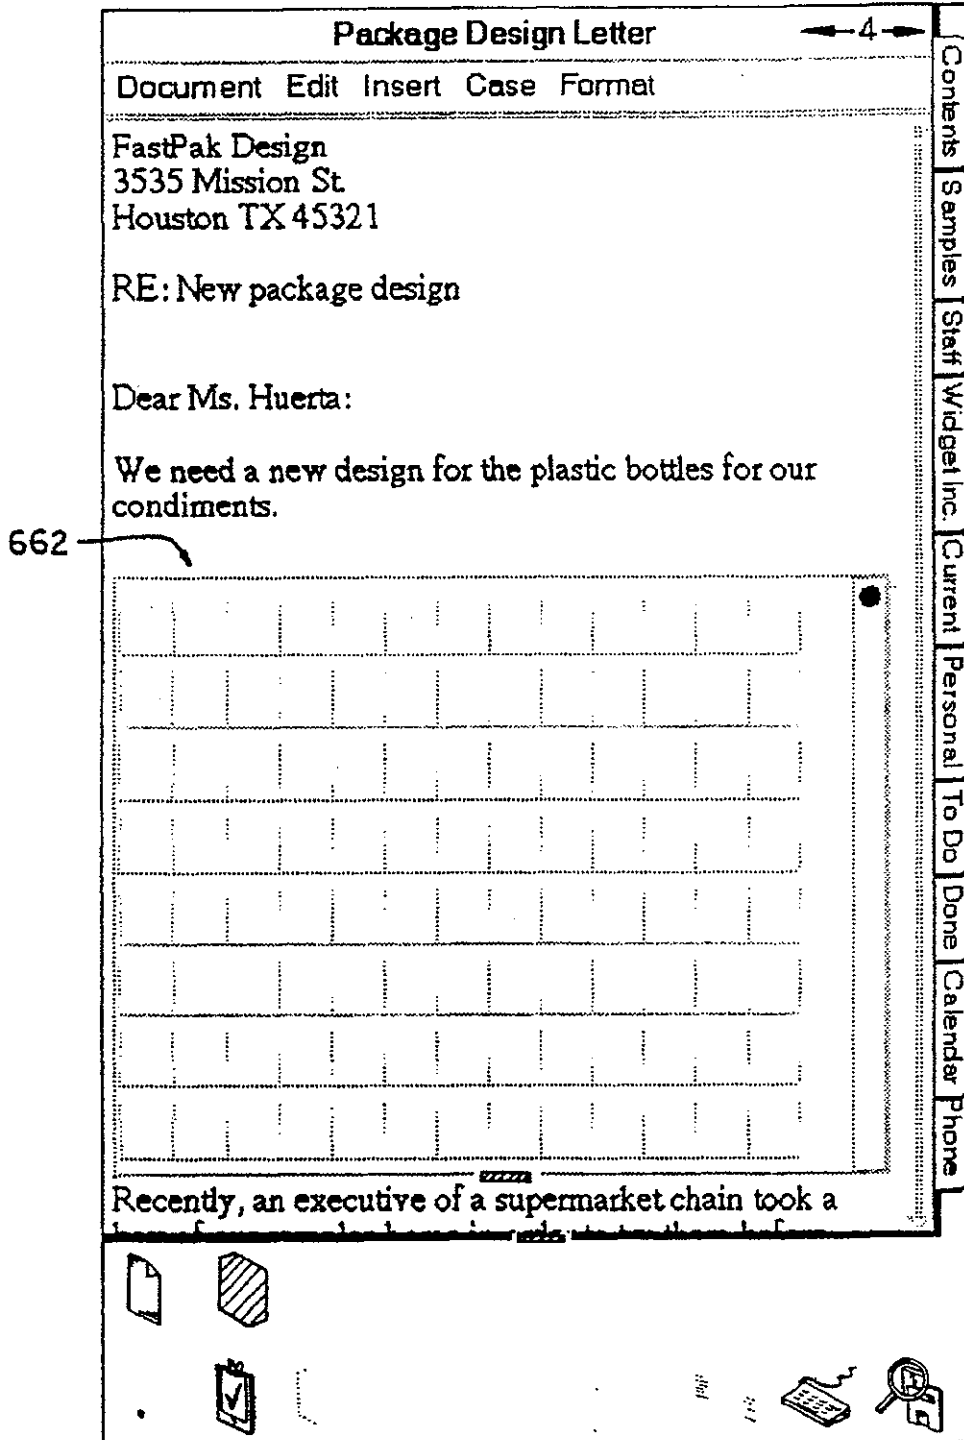 Package Design Letter
4
Document Edit Insert Case Format
FastPak Design
3535 Mission St.
Houston TX 45321
RE: New package design
Dear Ms. Huerta:
We need a new design for the plastic bottles for our
condiments.
662
Recently, an executive of a supermarket chain took a
Contents
Samples
Staff
Widget Inc.
Current
Personal
To Do
Done
Calendar
Phone